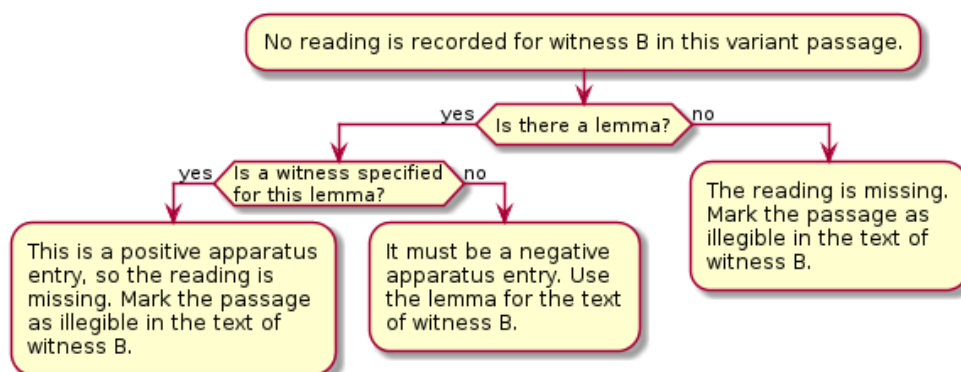 No reading is recorded for witness B in this variant passage.
yes
Is there a lemma?
no
yes
Is a witness specified
for this lemma?
no
This is a positive apparatus
entry, so the reading is
missing. Mark the passage
as illegible in the text of
witness B.
It must be a negative
apparatus entry. Use
the lemma for the text
of witness B.
The reading is missing.
Mark the passage as
illegible in the text of
witness B.